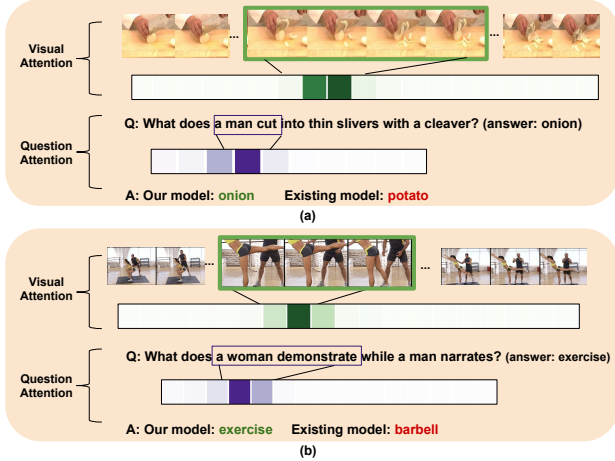 Visual
Attention
...
...
Q: What does a man cut into thin slivers with a cleaver? (answer: onion)
Question
Attention
A: Our model: onion Existing model: potato
(a)
...
...
Visual
Attention
Q: What does a woman demonstrate while a man narrates? (answer: exercise)
Question
Attention
A: Our model: exercise Existing model: barbell
(b)